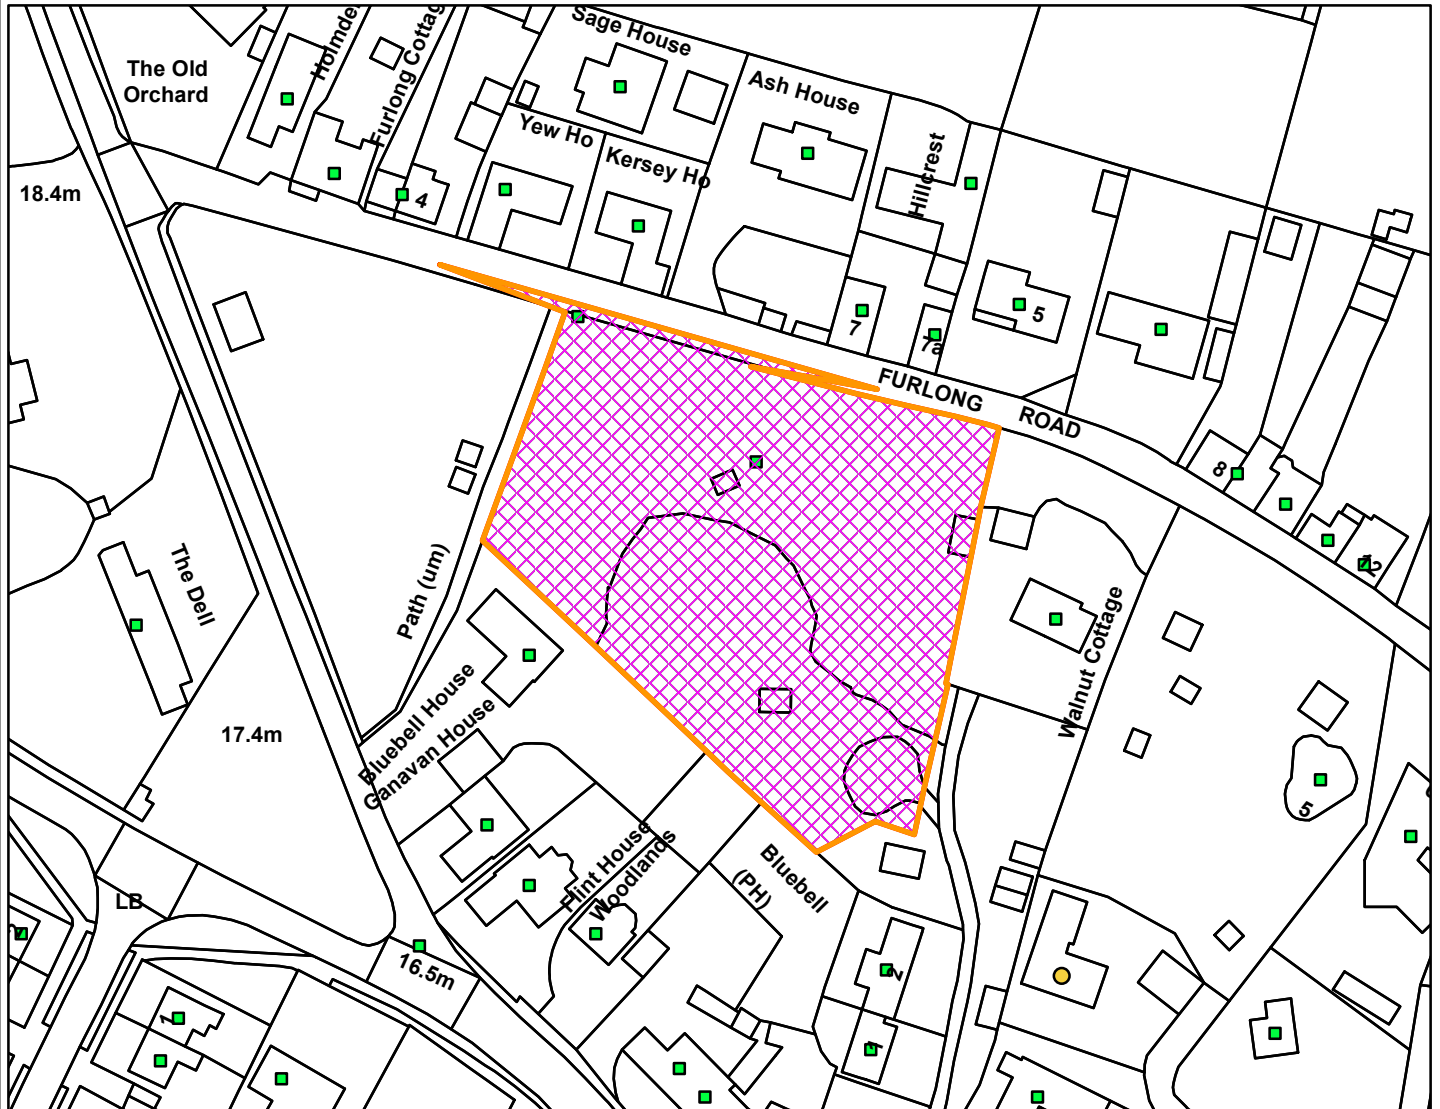 Sage House
Holmde
Furlong Cottag
The Old
Orchard
Ash House
Yew Ho
Kersey Ho
Hillcrest
18.4m
4
5
7
7a
FURLONG ROAD
8
12
The Dell
Path (um)
Walnut Cottage
17.4m
Bluebell House
Ganavan House
5
Flint House
Woodlands
Bluebell
(PH)
LB
16.5m
2
1
1